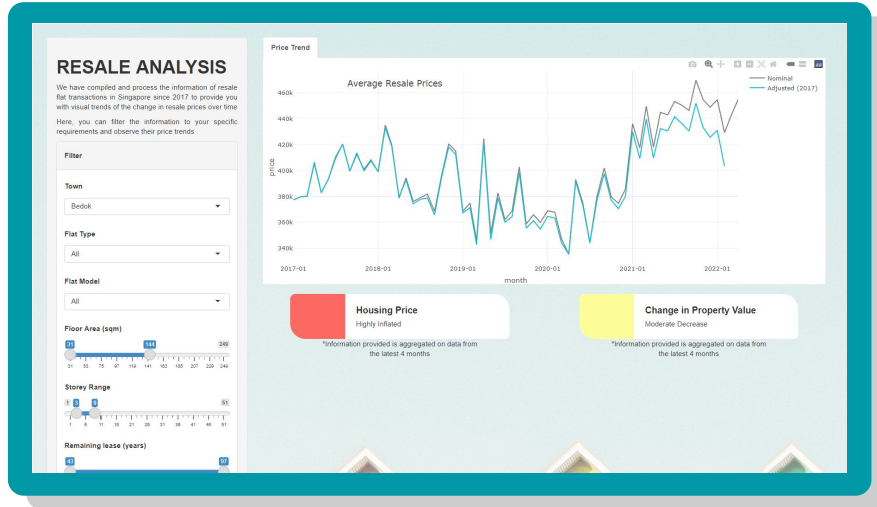 RESALE ANALYSIS
We have compiled and process the information of resale
flat transactions in Singapore since 2017 to provide you
with visual trends of the change in resale prices over time
Here, you can filter the information to your specific
requirements and observe their price trends
Filter
Town
Bedok
Flat Type
All
Flat Model
All
Floor Area (sqm)
31 144 249
31 53 75 97 119 141 163 185 207 229 249
Storey Range
1 3 9 51
1 6 11 16 21 26 31 36 41 46 51
Remaining lease (years)
43 97
Price Trend
Average Resale Prices
Nominal
Adjusted (2017)
price
460k
440k
420k
400k
380k
360k
340k
2017-01 2018-01 2019-01 2020-01 2021-01 2022-01
month
Housing Price
Highly Inflated
*Information provided is aggregated on data from
the latest 4 months
Change in Property Value
Moderate Decrease
*Information provided is aggregated on data from
the latest 4 months